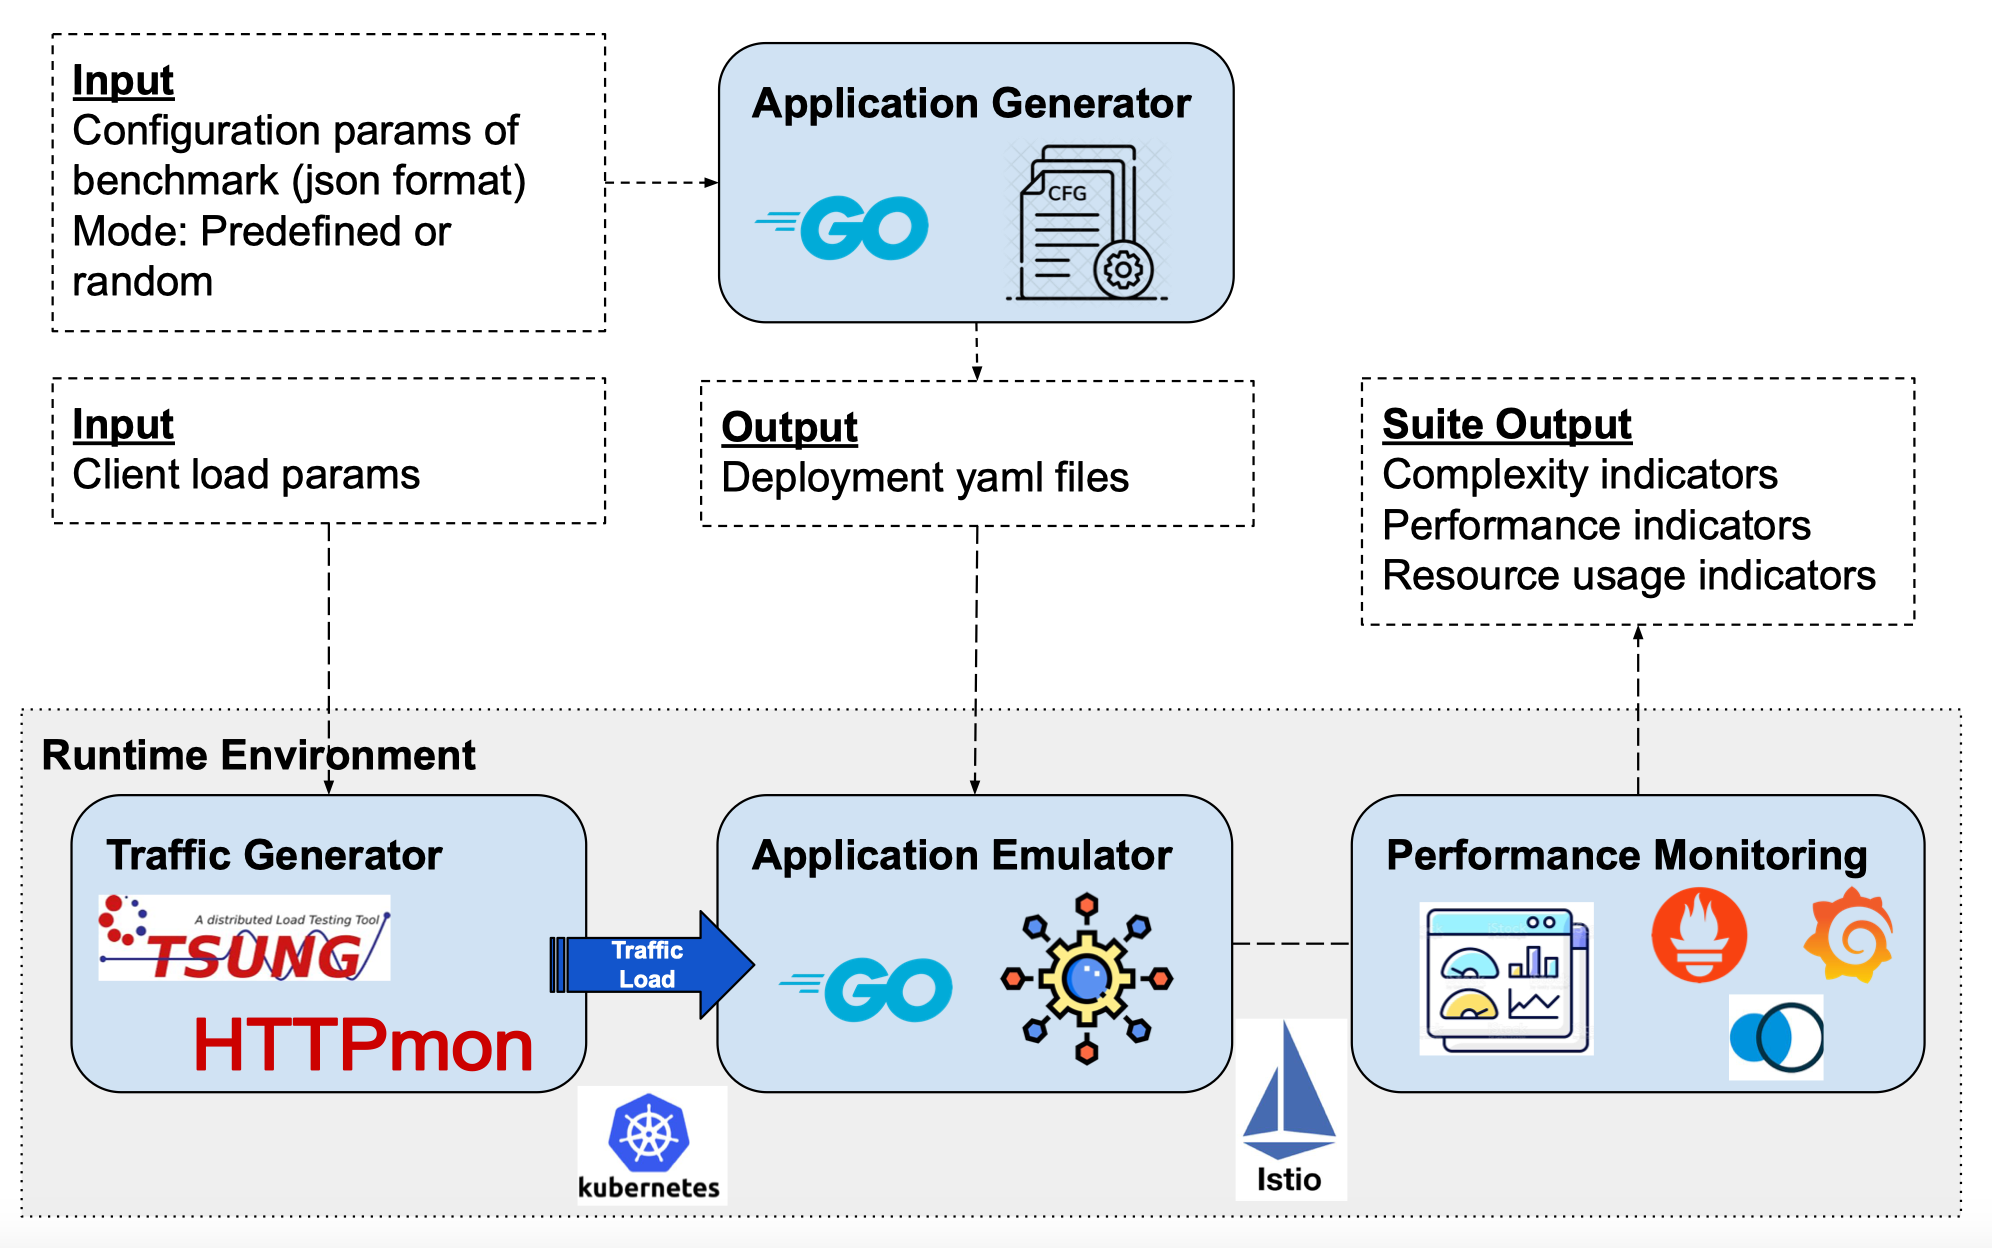 Input
Configuration params of
benchmark (json format)
Mode: Predefined or
random
Application Generator
GO
CFG
Input
Client load params
Output
Deployment yaml files
Suite Output
Complexity indicators
Performance indicators
Resource usage indicators
Runtime Environment
Traffic Generator
A distributed Load Testing Tool
TSUNG
HTTPmon
Traffic
Load
Application Emulator
GO
Performance Monitoring
kubernetes
Istio